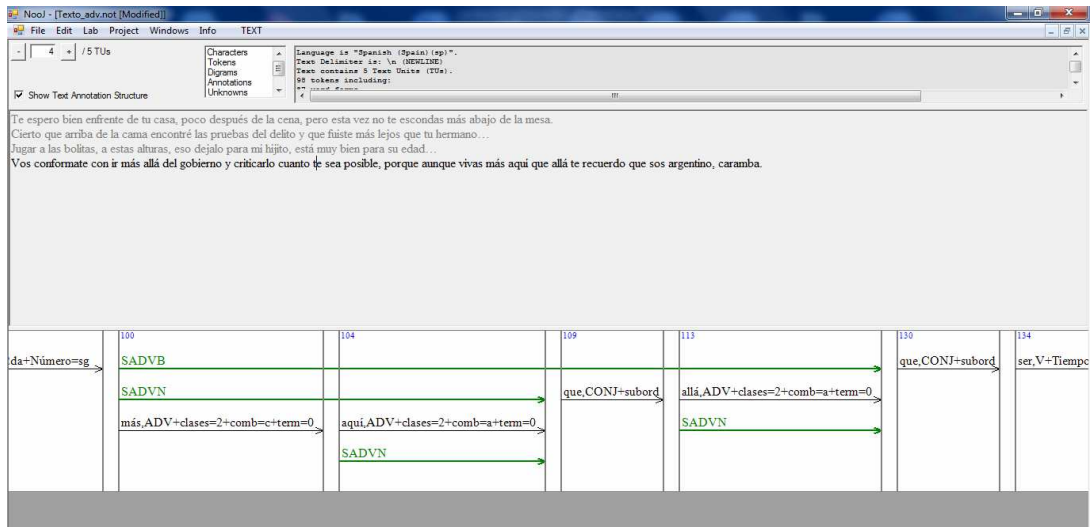 NooJ - [Texto_adv.not [Modified]]
File Edit Lab Project Windows Info TEXT
- 4 + / 5 TUs
Show Text Annotation Structure
Characters
Tokens
Digrams
Annotations
Unknowns
Language is "Spanish (Spain) (sp)".
Text Delimiter is: \n (NEWLINE)
Text contains 5 Text Units (TUs).
98 tokens including:
Te espero bien enfrente de tu casa, poco después de la cena, pero esta vez no te escondas más abajo de la mesa.
Cierto que arriba de la cama encontré las pruebas del delito y que fuiste más lejos que tu hermano…
Jugar a las bolitas, a estas alturas, eso dejalo para mi hijito, está muy bien para su edad…
Vos conformate con ir más allá del gobierno y criticarlo cuanto te sea posible, porque aunque vivas más aquí que allá te recuerdo que sos argentino, caramba.
100 104 109 113 130 134
da+Número=sg SADVB que,CONJ+subord ser,V+Tiempo
SADVN que,CONJ+subord allá,ADV+clases=2+comb=a+term=0
más,ADV+clases=2+comb=c+term=0 aquí,ADV+clases=2+comb=a+term=0 SADVN
SADVN